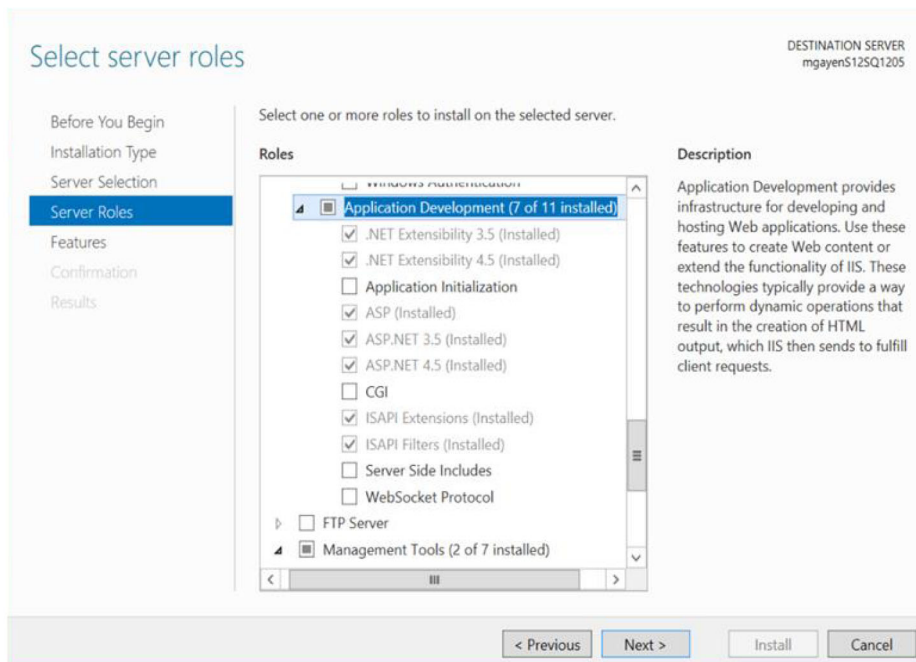 Select server roles
DESTINATION SERVER
mgayenS12SQ1205
Before You Begin
Installation Type
Server Selection
Server Roles
Features
Confirmation
Results
Select one or more roles to install on the selected server.
Roles
Windows Authentication
Application Development (7 of 11 installed)
.NET Extensibility 3.5 (Installed)
.NET Extensibility 4.5 (Installed)
Application Initialization
ASP (Installed)
ASP.NET 3.5 (Installed)
ASP.NET 4.5 (Installed)
CGI
ISAPI Extensions (Installed)
ISAPI Filters (Installed)
Server Side Includes
WebSocket Protocol
FTP Server
Management Tools (2 of 7 installed)
Description
Application Development provides
infrastructure for developing and
hosting Web applications. Use these
features to create Web content or
extend the functionality of IIS. These
technologies typically provide a way
to perform dynamic operations that
result in the creation of HTML
output, which IIS then sends to fulfill
client requests.
< Previous
Next >
Install
Cancel